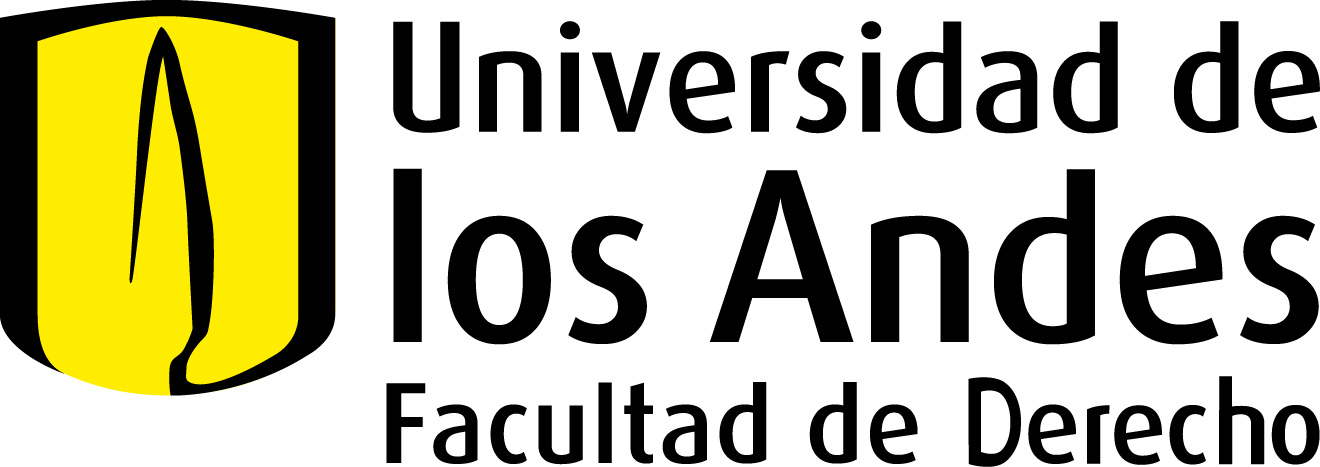 Universidad de
los Andes
Facultad de Derecho